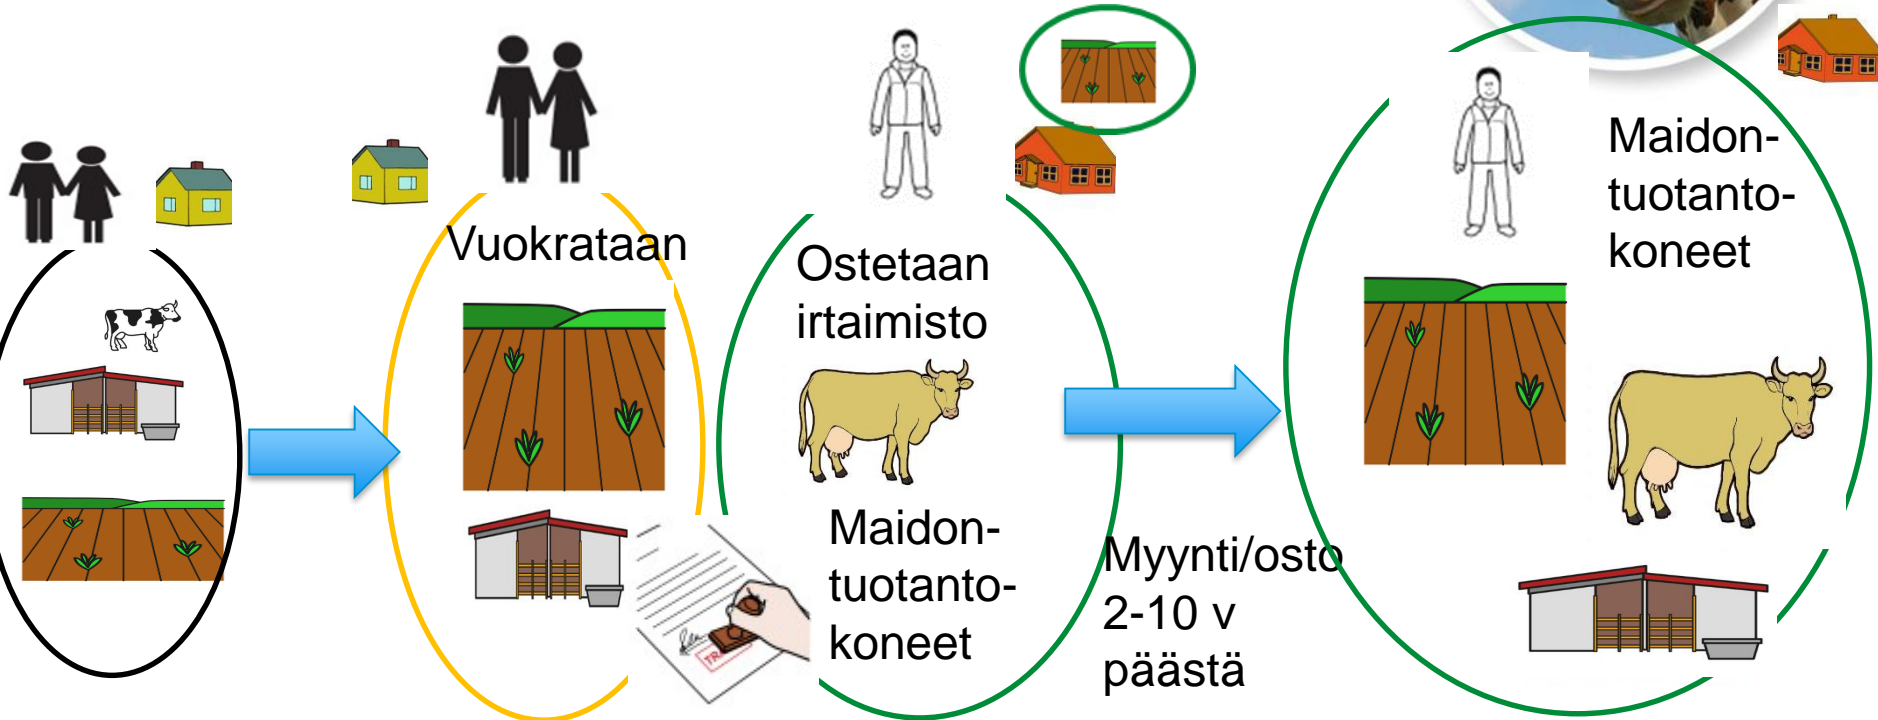 Vuokrataan
Ostetaan
irtaimisto
Maidon-
tuotanto-
koneet
Myynti/osto
2-10 v
päästä
Maidon-
tuotanto-
koneet